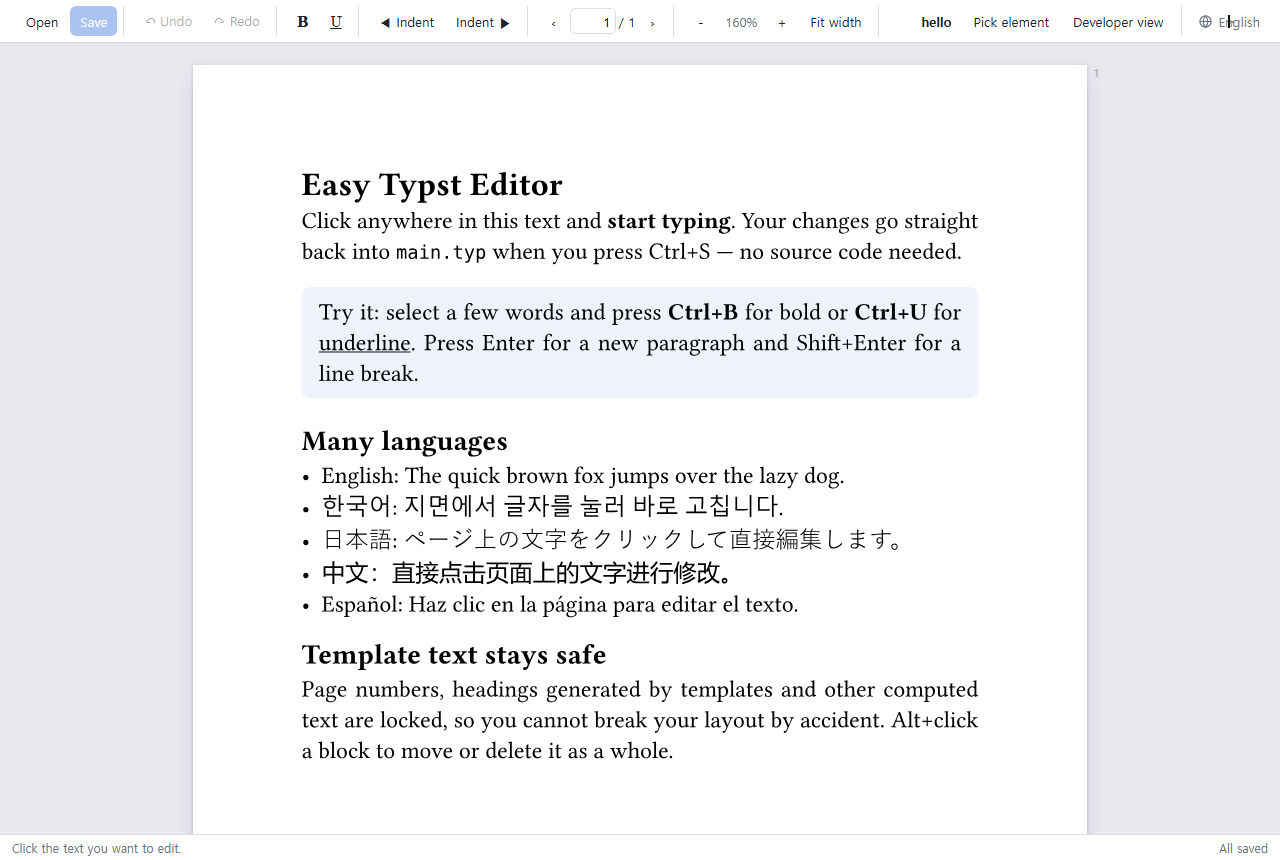 Open Save Undo Redo B U ◀ Indent Indent ▶ ‹ 1 / 1 › - 160% + Fit width hello Pick element Developer view English
1
Easy Typst Editor
Click anywhere in this text and start typing. Your changes go straight
back into main.typ when you press Ctrl+S — no source code needed.
Try it: select a few words and press Ctrl+B for bold or Ctrl+U for
underline. Press Enter for a new paragraph and Shift+Enter for a
line break.
Many languages
• English: The quick brown fox jumps over the lazy dog.
• 한국어: 지면에서 글자를 눌러 바로 고칩니다.
• 日本語: ページ上の文字をクリックして直接編集します。
• 中文：直接点击页面上的文字进行修改。
• Español: Haz clic en la página para editar el texto.
Template text stays safe
Page numbers, headings generated by templates and other computed
text are locked, so you cannot break your layout by accident. Alt+click
a block to move or delete it as a whole.
Click the text you want to edit. All saved